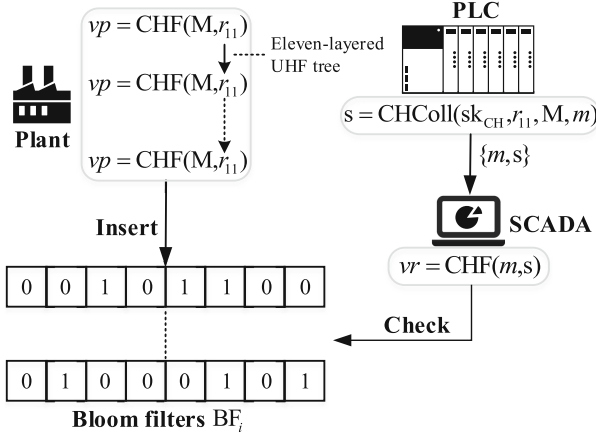 vp = CHF(M,r₁₁)
Eleven-layered
UHF tree
vp = CHF(M,r₁₁)
vp = CHF(M,r₁₁)
Plant
Insert
PLC
s = CHColl(sk_CH,r₁₁,M,m)
{m,s}
SCADA
vr = CHF(m,s)
Check
0 0 1 0 1 1 0 0
0 1 0 0 0 1 0 1
Bloom filters BFᵢ